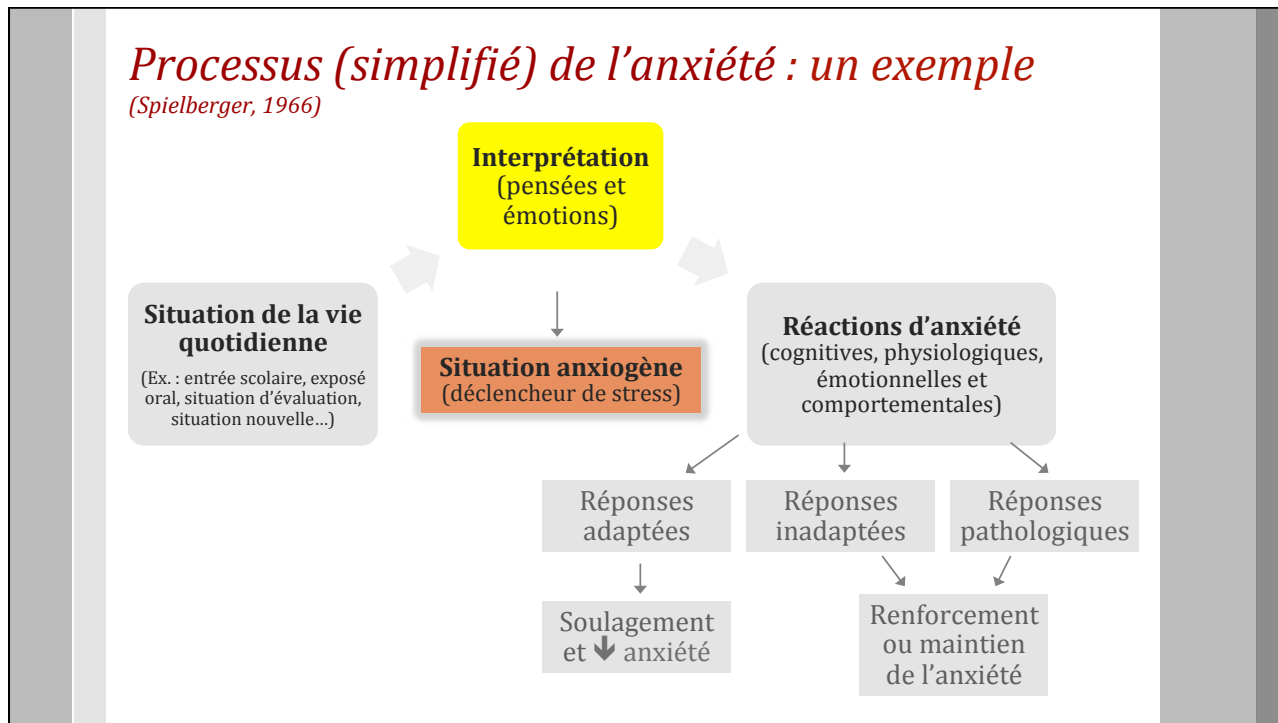 Processus (simplifié) de l’anxiété : un exemple
(Spielberger, 1966)
Interprétation
(pensées et
émotions)
Situation de la vie
quotidienne
(Ex. : entrée scolaire, exposé
oral, situation d’évaluation,
situation nouvelle…)
Situation anxiogène
(déclencheur de stress)
Réactions d’anxiété
(cognitives, physiologiques,
émotionnelles et
comportementales)
Réponses
adaptées
Réponses
inadaptées
Réponses
pathologiques
Soulagement
et 🡻 anxiété
Renforcement
ou maintien
de l’anxiété